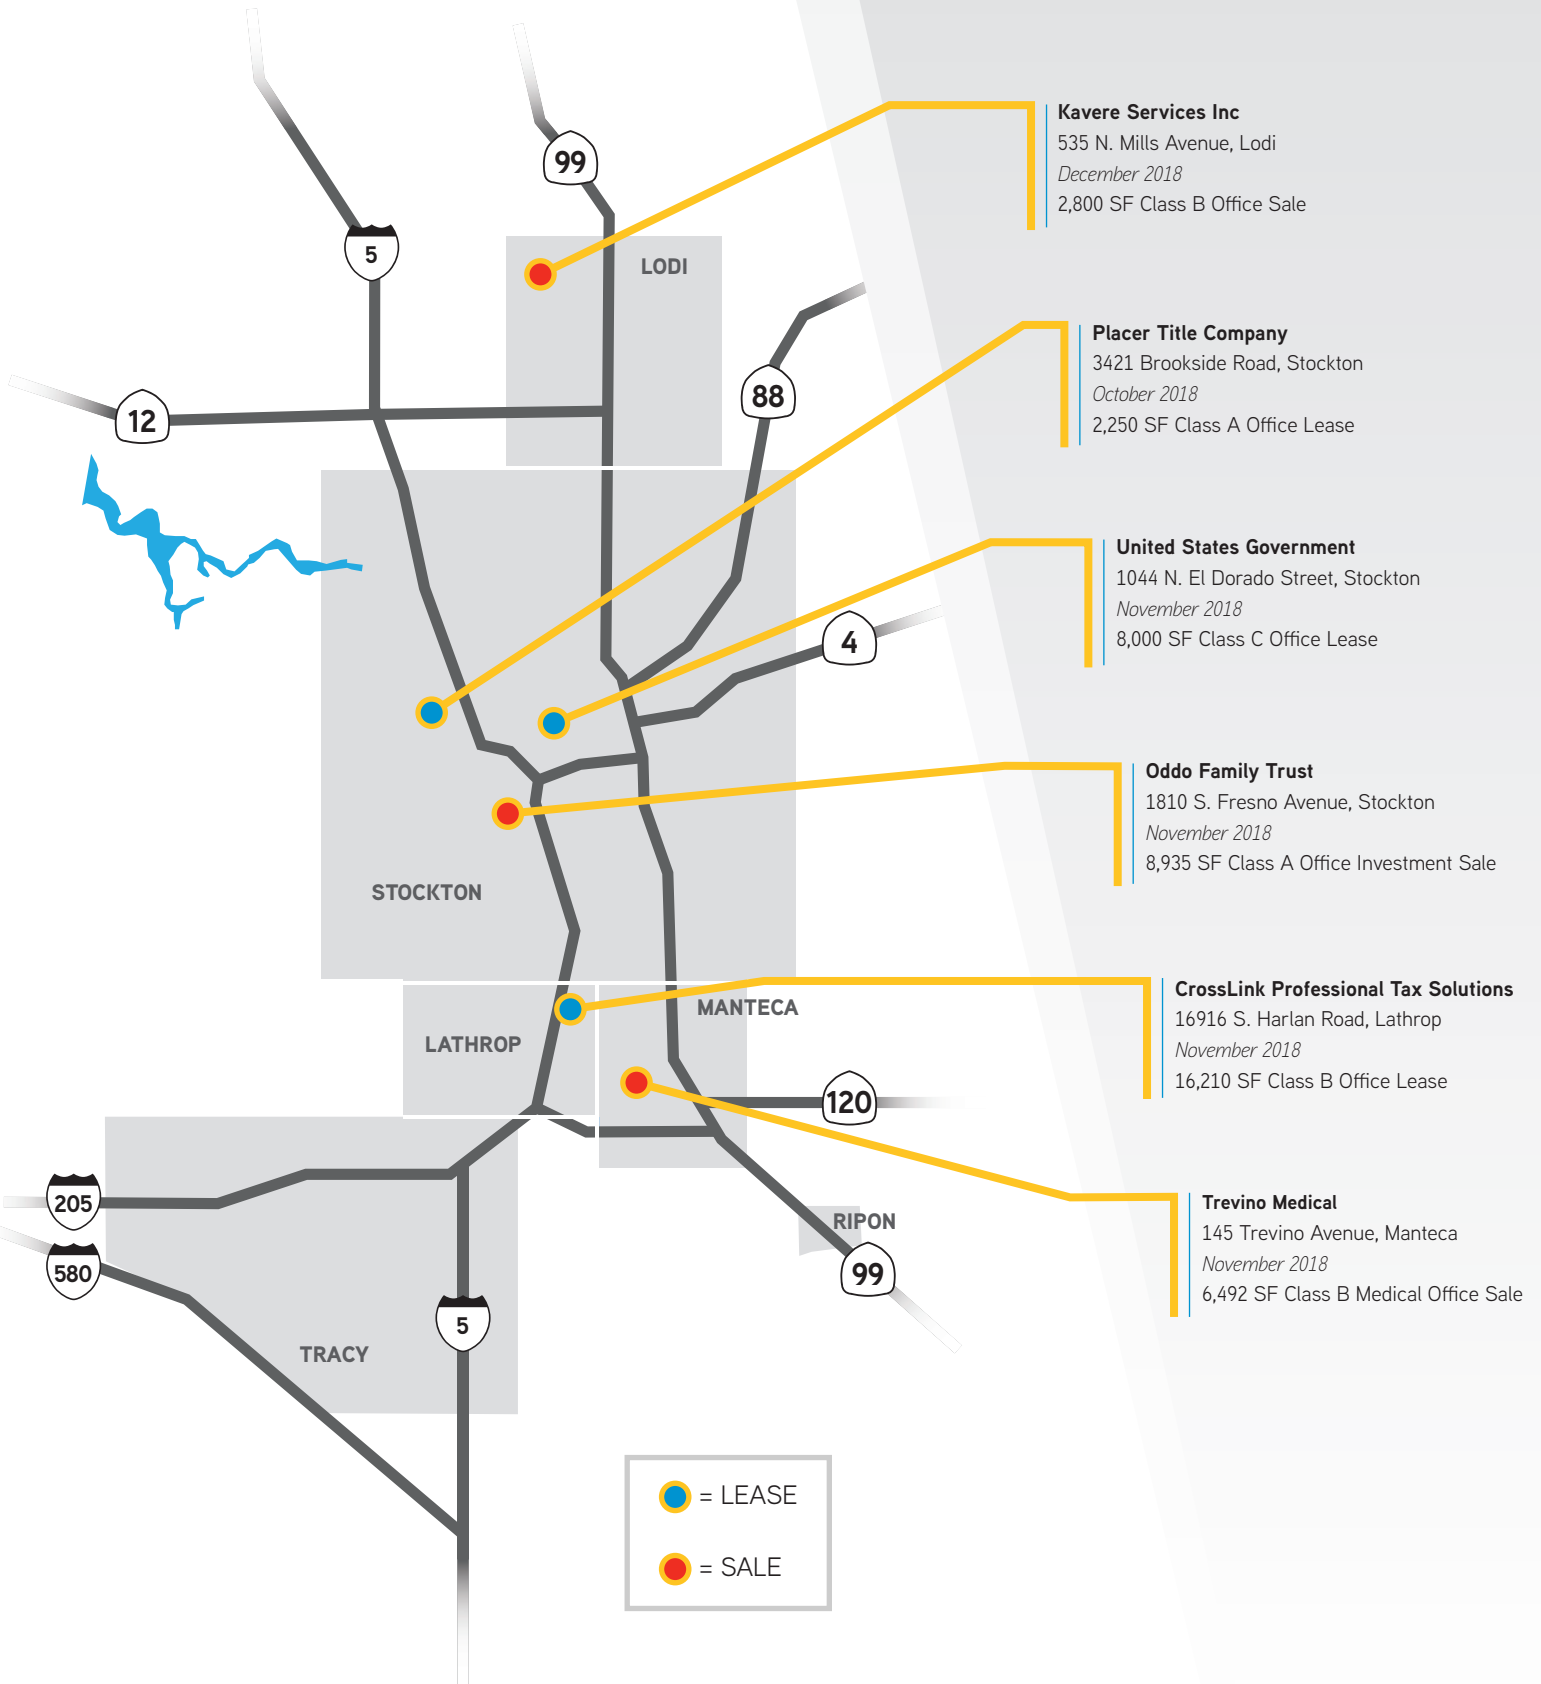 99
Kavere Services Inc
535 N. Mills Avenue, Lodi
December 2018
2,800 SF Class B Office Sale
5
LODI
Placer Title Company
3421 Brookside Road, Stockton
October 2018
2,250 SF Class A Office Lease
88
12
United States Government
1044 N. El Dorado Street, Stockton
November 2018
8,000 SF Class C Office Lease
4
Oddo Family Trust
1810 S. Fresno Avenue, Stockton
November 2018
8,935 SF Class A Office Investment Sale
STOCKTON
CrossLink Professional Tax Solutions
16916 S. Harlan Road, Lathrop
November 2018
16,210 SF Class B Office Lease
MANTECA
LATHROP
120
205
Trevino Medical
145 Trevino Avenue, Manteca
November 2018
6,492 SF Class B Medical Office Sale
RIPON
580
99
5
TRACY
= LEASE
= SALE